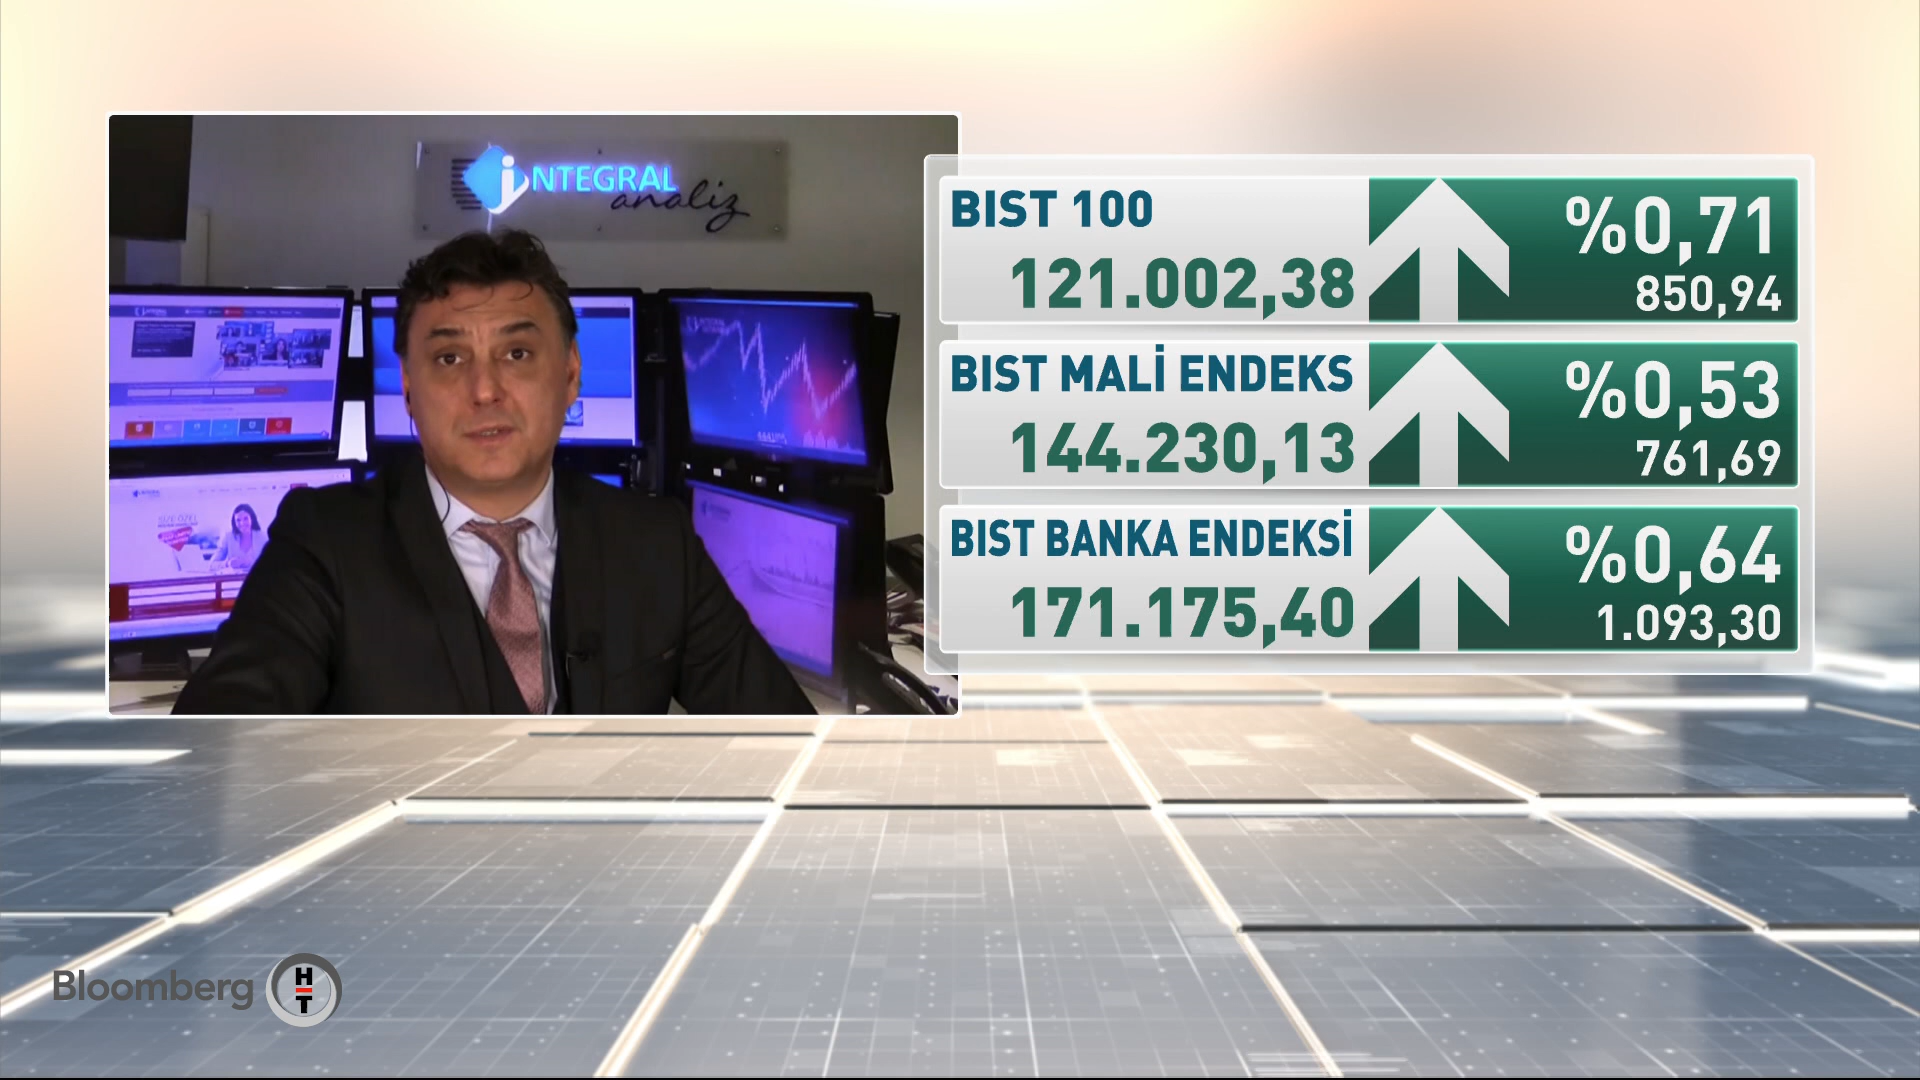 iNTEGRAL
analiz
BIST 100
121.002,38
%0,71
850,94
BIST MALİ ENDEKS
144.230,13
%0,53
761,69
BIST BANKA ENDEKSİ
171.175,40
%0,64
1.093,30
Bloomberg HT